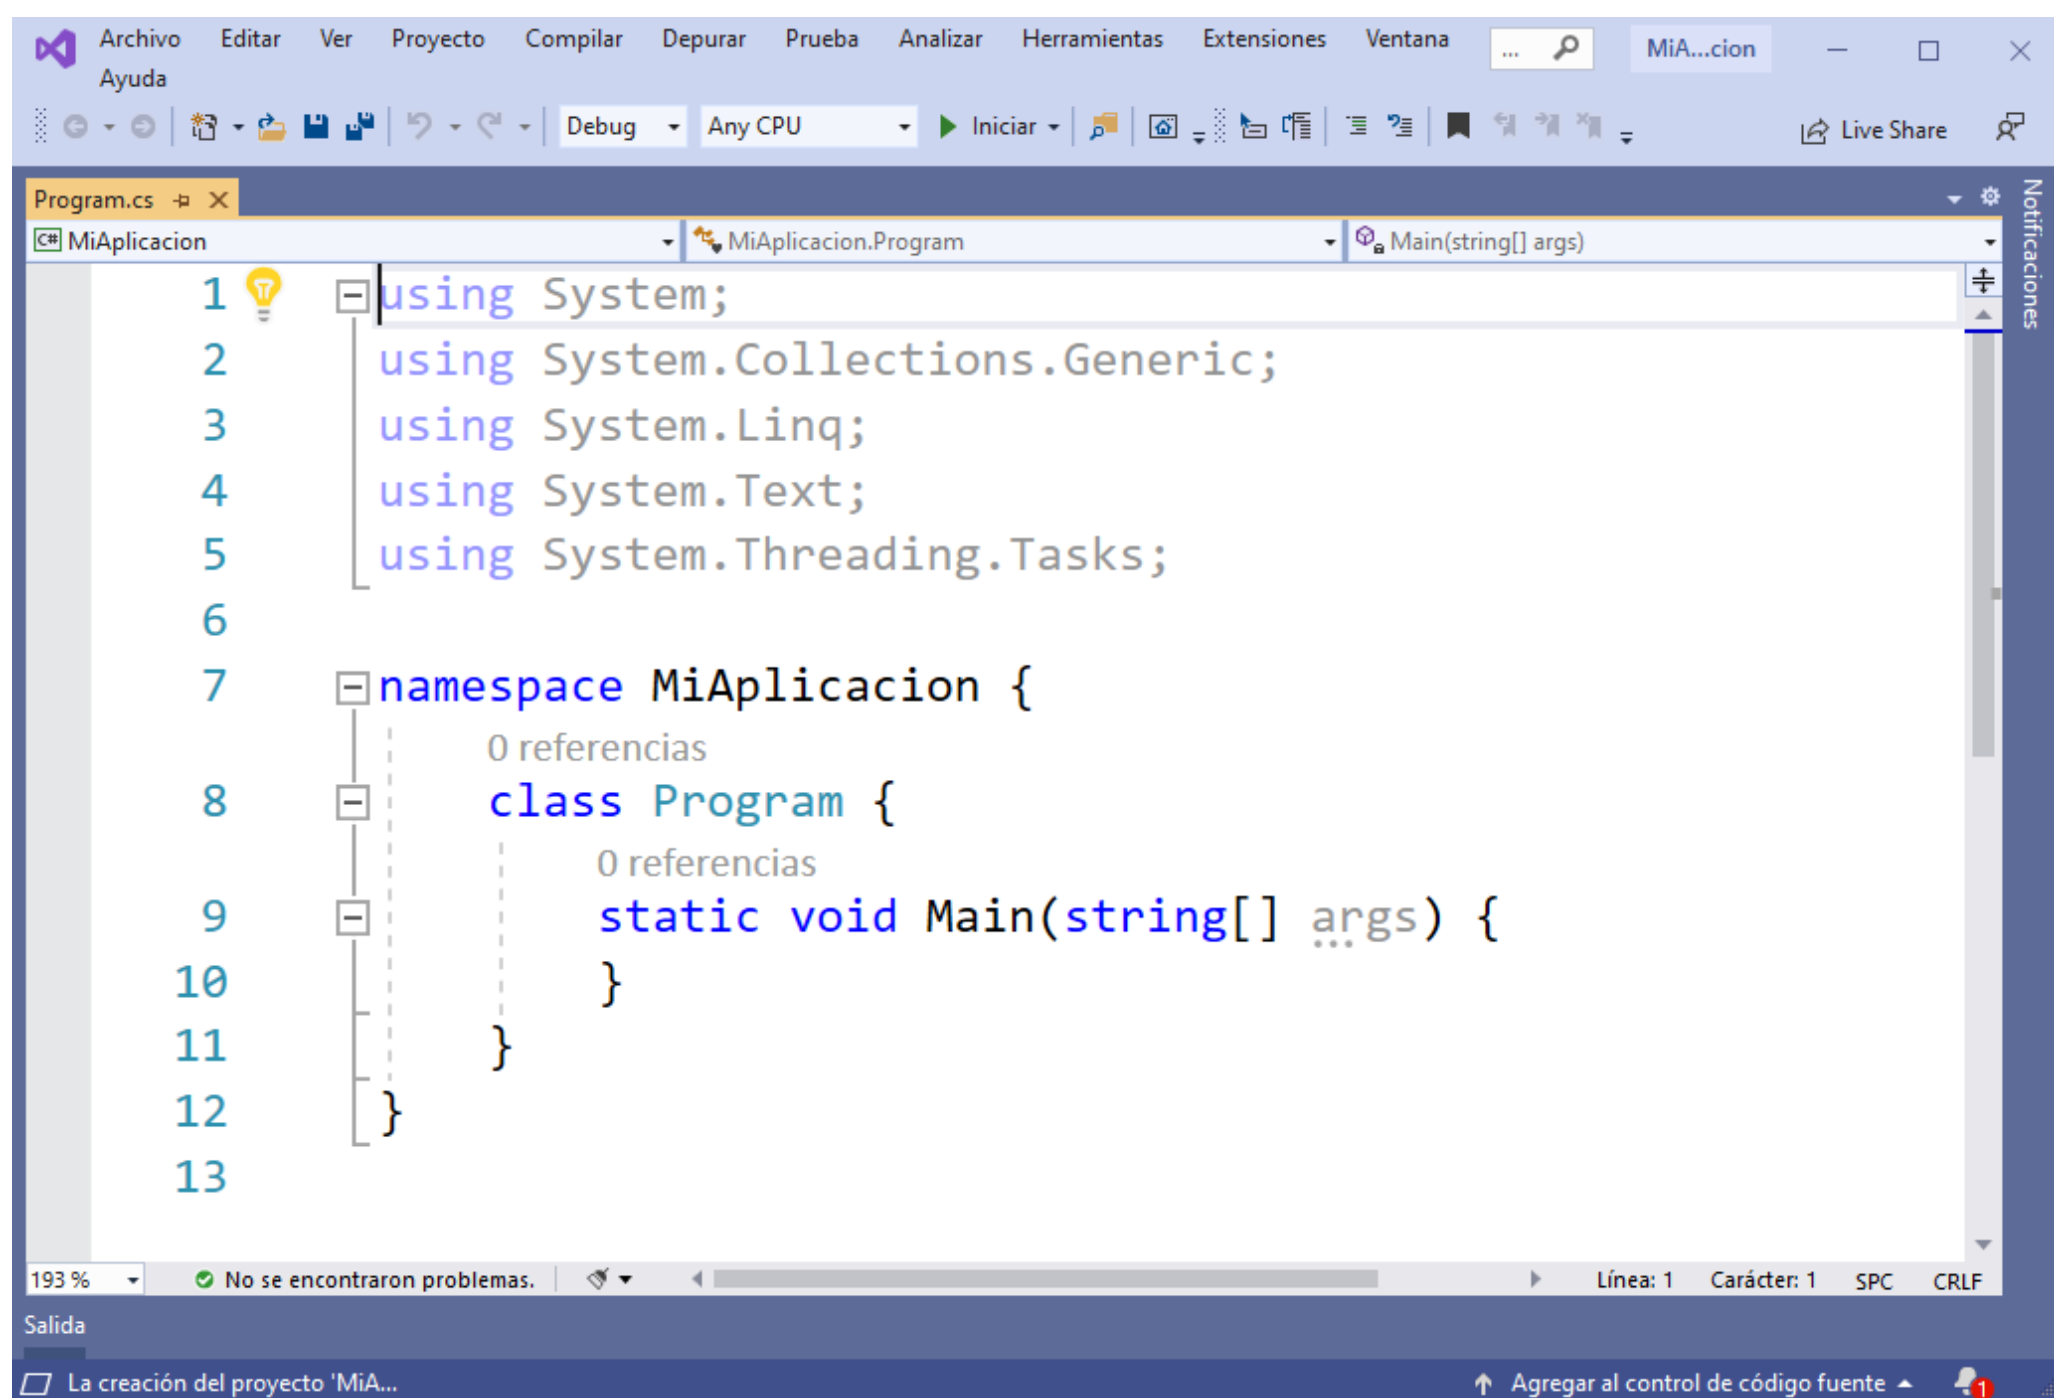 Archivo Editar Ver Proyecto Compilar Depurar Prueba Analizar Herramientas Extensiones Ventana ... MiA...cion
Ayuda
Debug Any CPU Iniciar Live Share
Program.cs
C# MiAplicacion MiAplicacion.Program Main(string[] args)
Notificaciones
1 using System;
2 using System.Collections.Generic;
3 using System.Linq;
4 using System.Text;
5 using System.Threading.Tasks;
6
7 namespace MiAplicacion {
0 referencias
8 class Program {
0 referencias
9 static void Main(string[] args) {
10 }
11 }
12 }
13
193 % No se encontraron problemas. Línea: 1 Carácter: 1 SPC CRLF
Salida
La creación del proyecto 'MiA... Agregar al control de código fuente 1